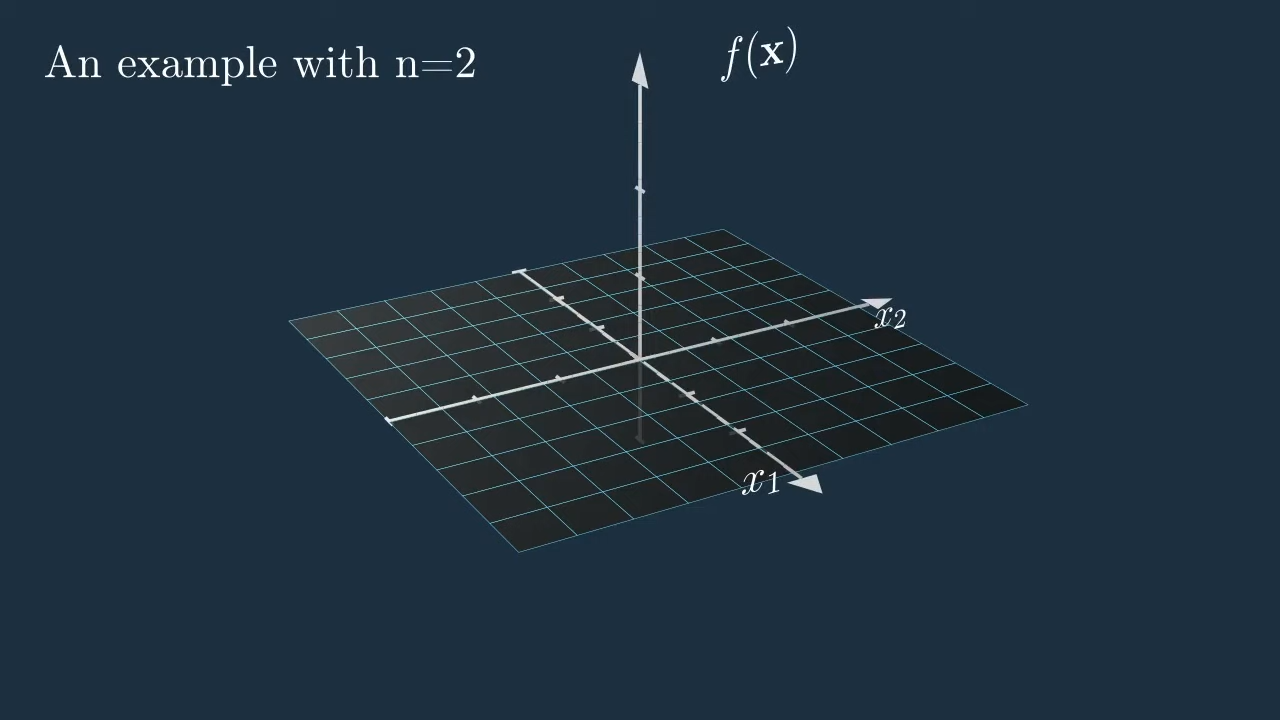 An example with n=2
f(x)
x₂
x₁